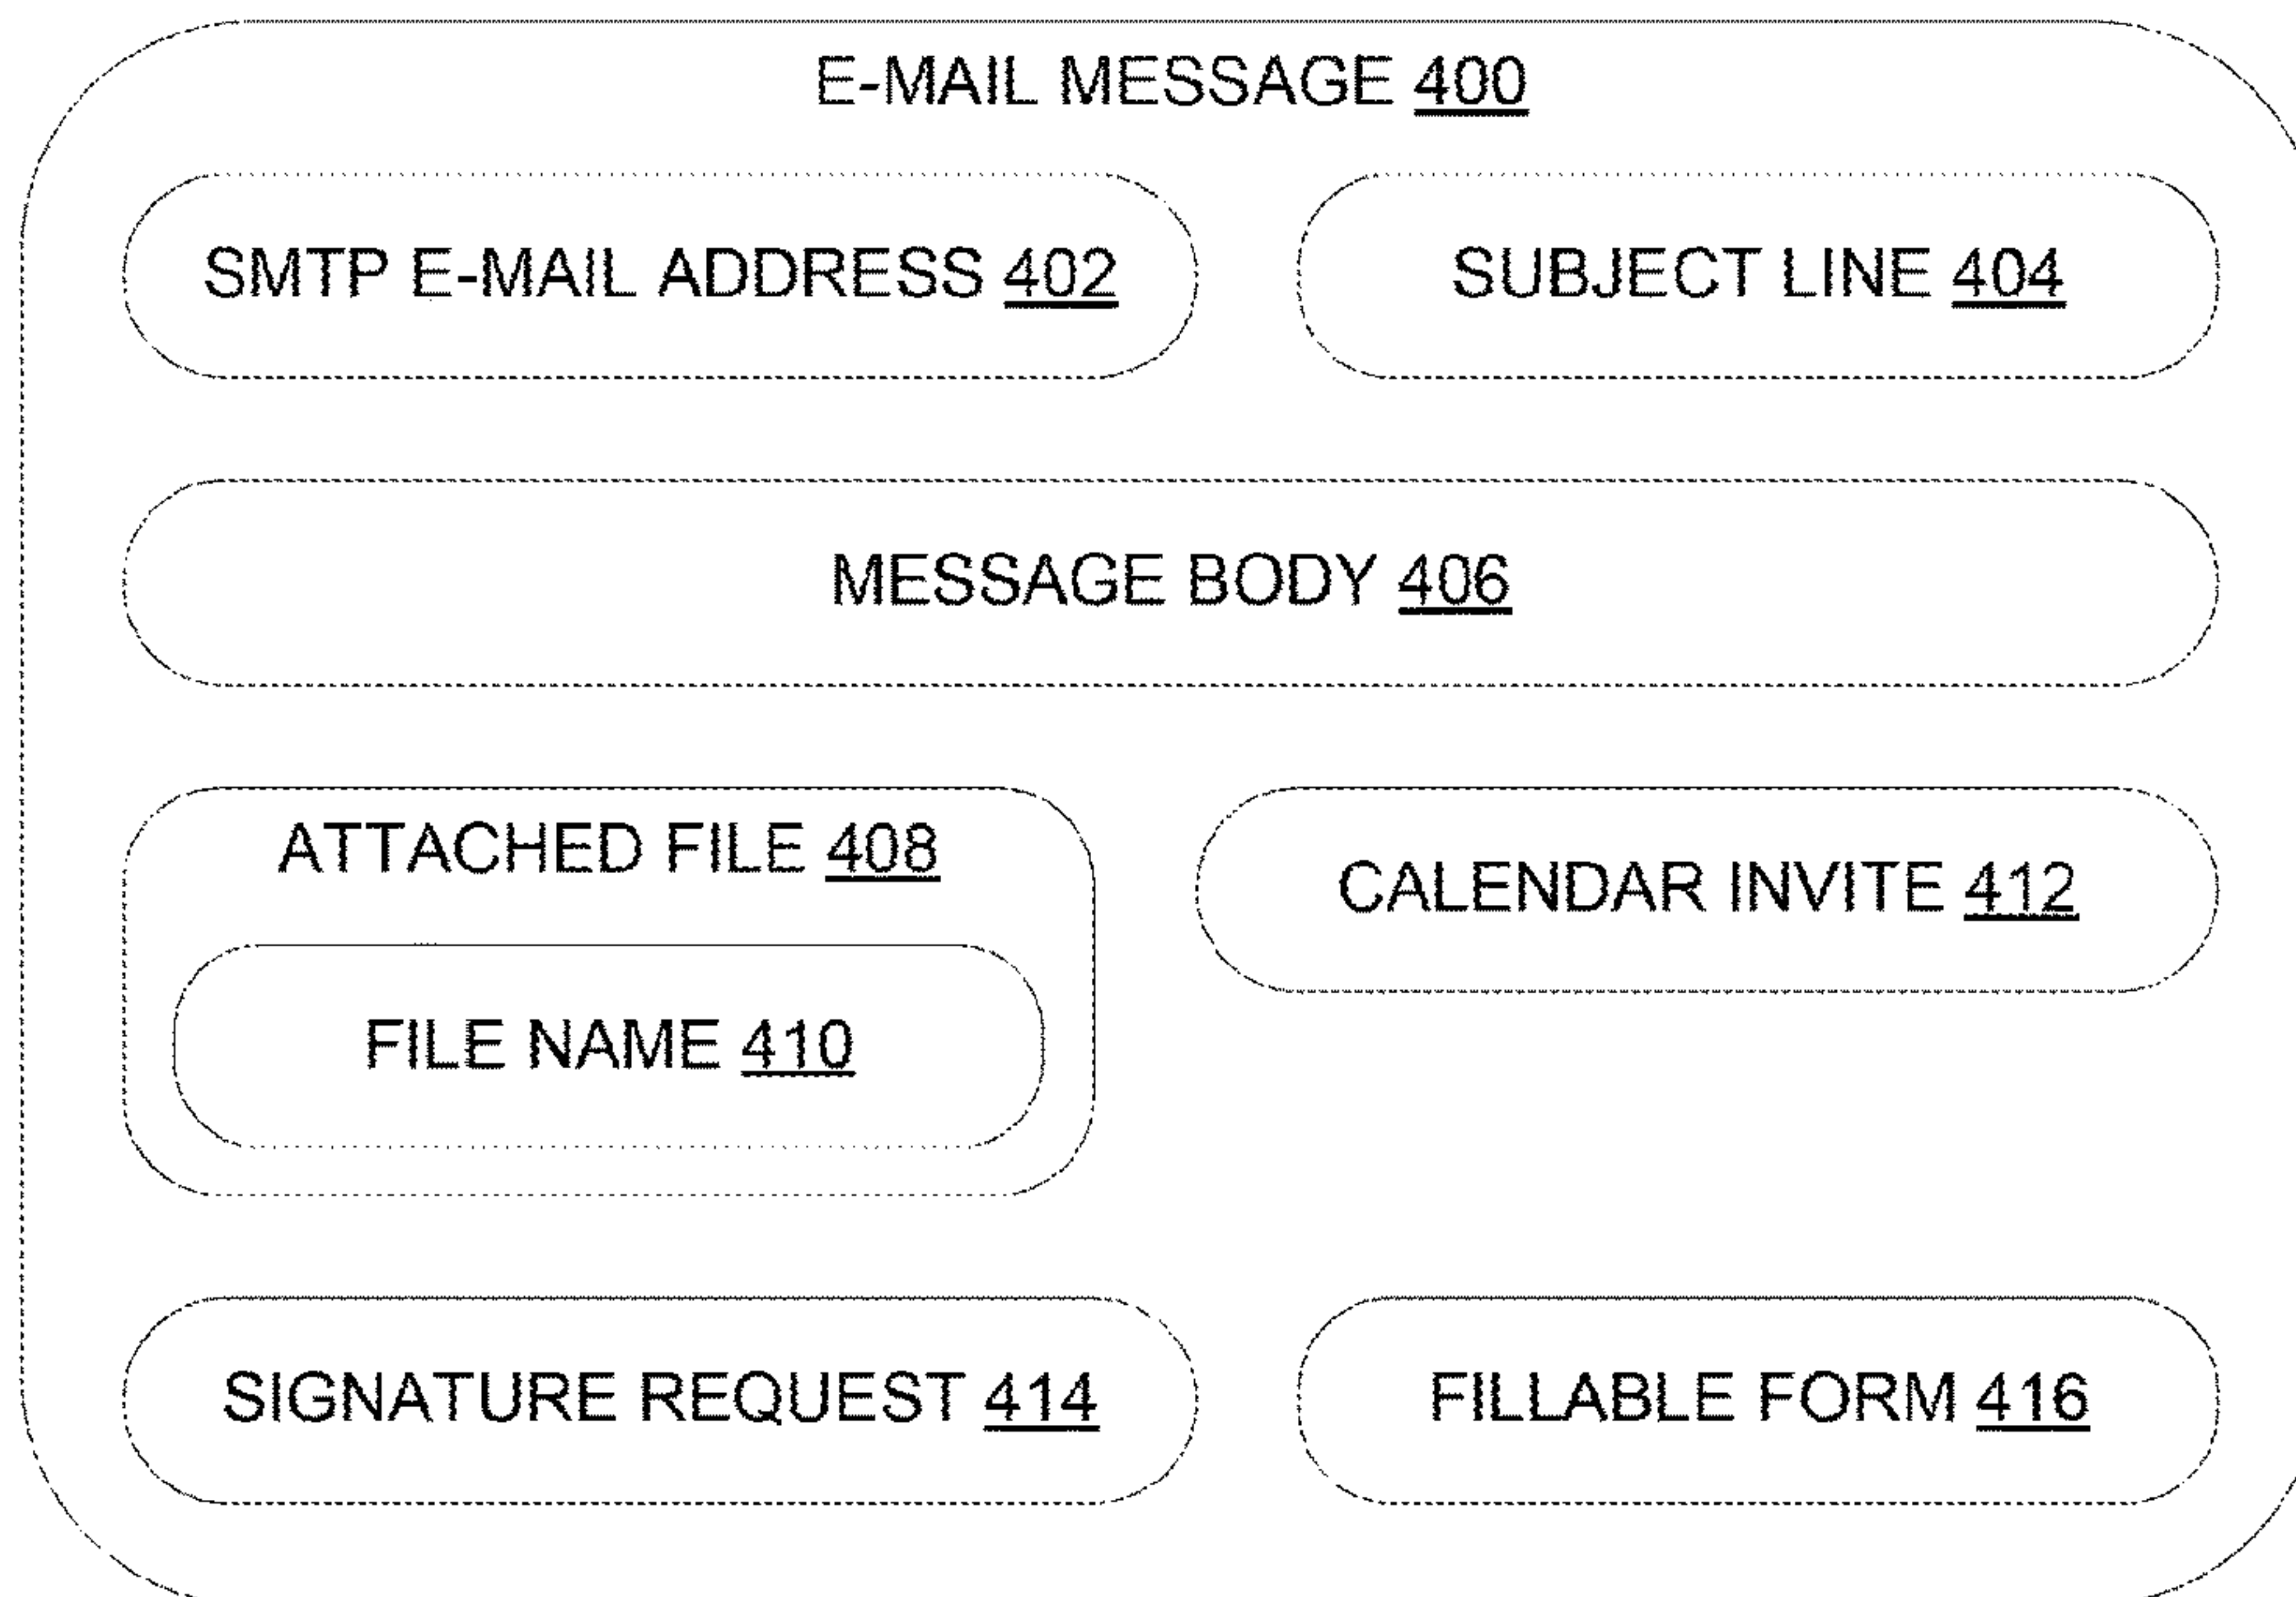 E-MAIL MESSAGE 400
SMTP E-MAIL ADDRESS 402
SUBJECT LINE 404
MESSAGE BODY 406
ATTACHED FILE 408
CALENDAR INVITE 412
FILE NAME 410
SIGNATURE REQUEST 414
FILLABLE FORM 416